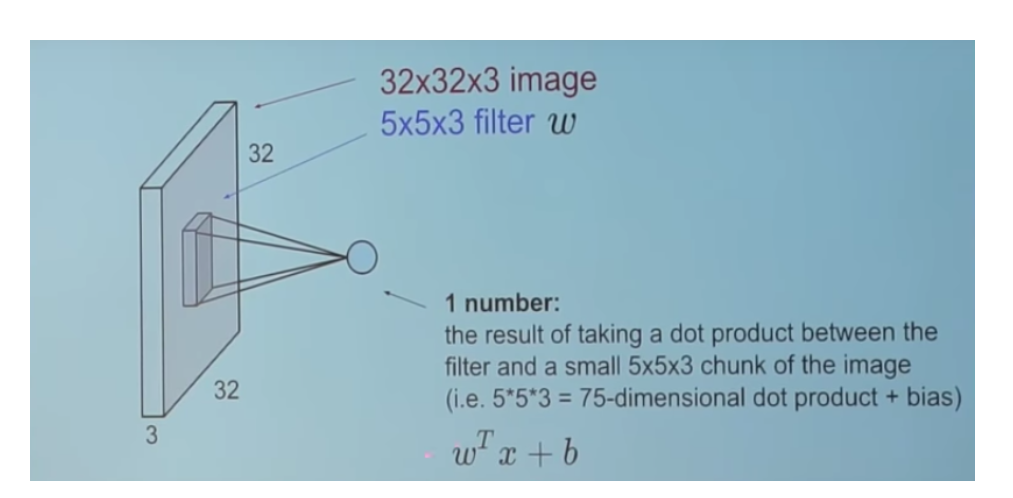 32x32x3 image
5x5x3 filter w
32
1 number:
the result of taking a dot product between the
filter and a small 5x5x3 chunk of the image
(i.e. 5*5*3 = 75-dimensional dot product + bias)
32
3
w^T x + b